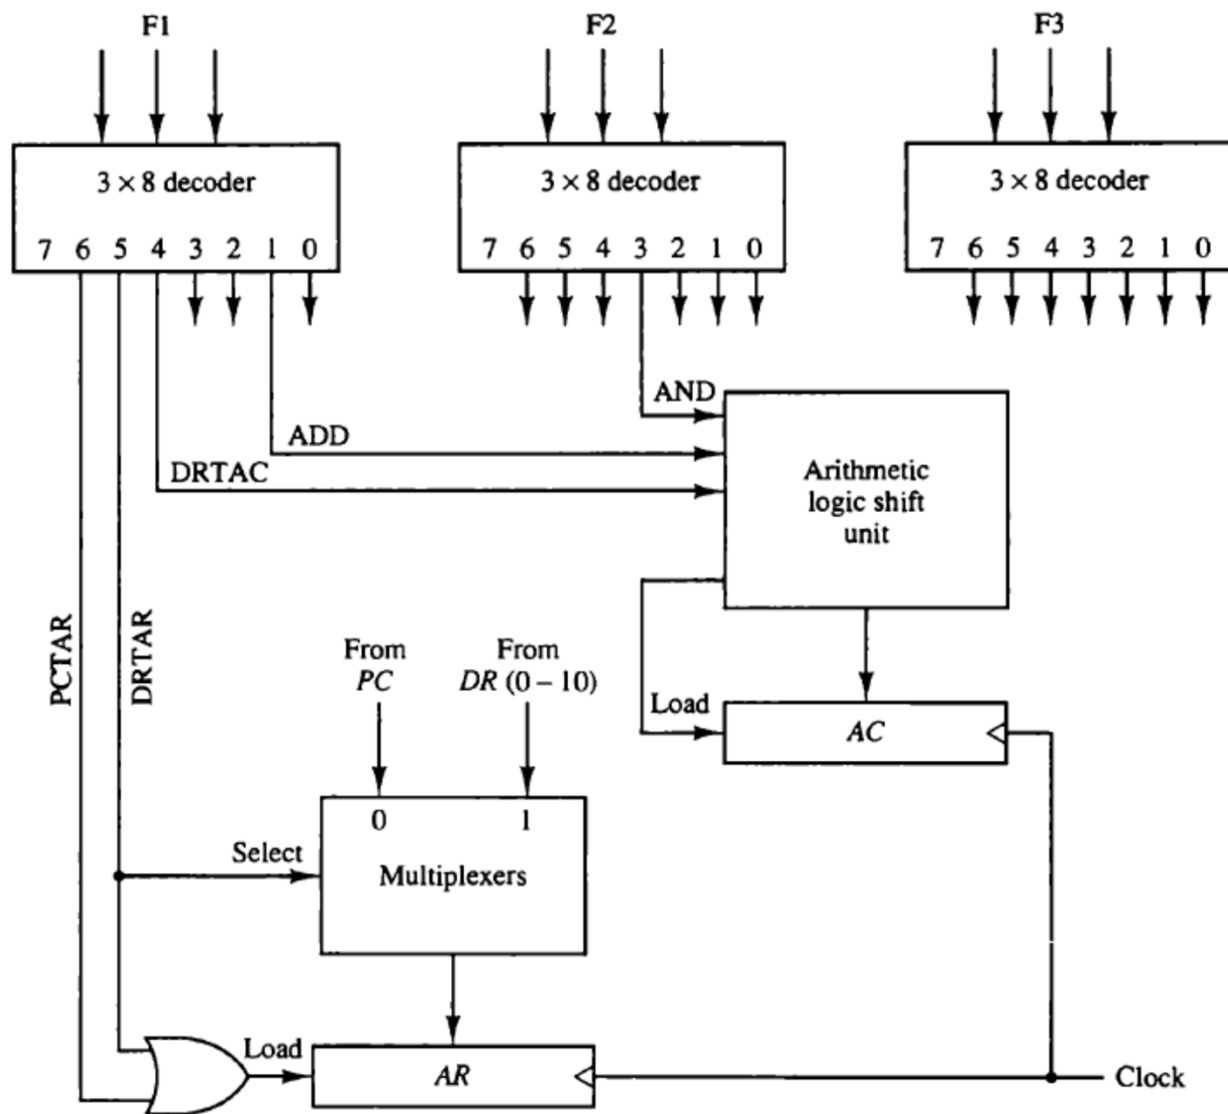 F1 F2 F3
3 × 8 decoder 3 × 8 decoder 3 × 8 decoder
7 6 5 4 3 2 1 0 7 6 5 4 3 2 1 0 7 6 5 4 3 2 1 0
AND
ADD
DRTAC
Arithmetic
logic shift
unit
PCTAR
DRTAR
From
PC
From
DR (0 – 10)
Load
AC
0 1
Select
Multiplexers
Load
AR
Clock